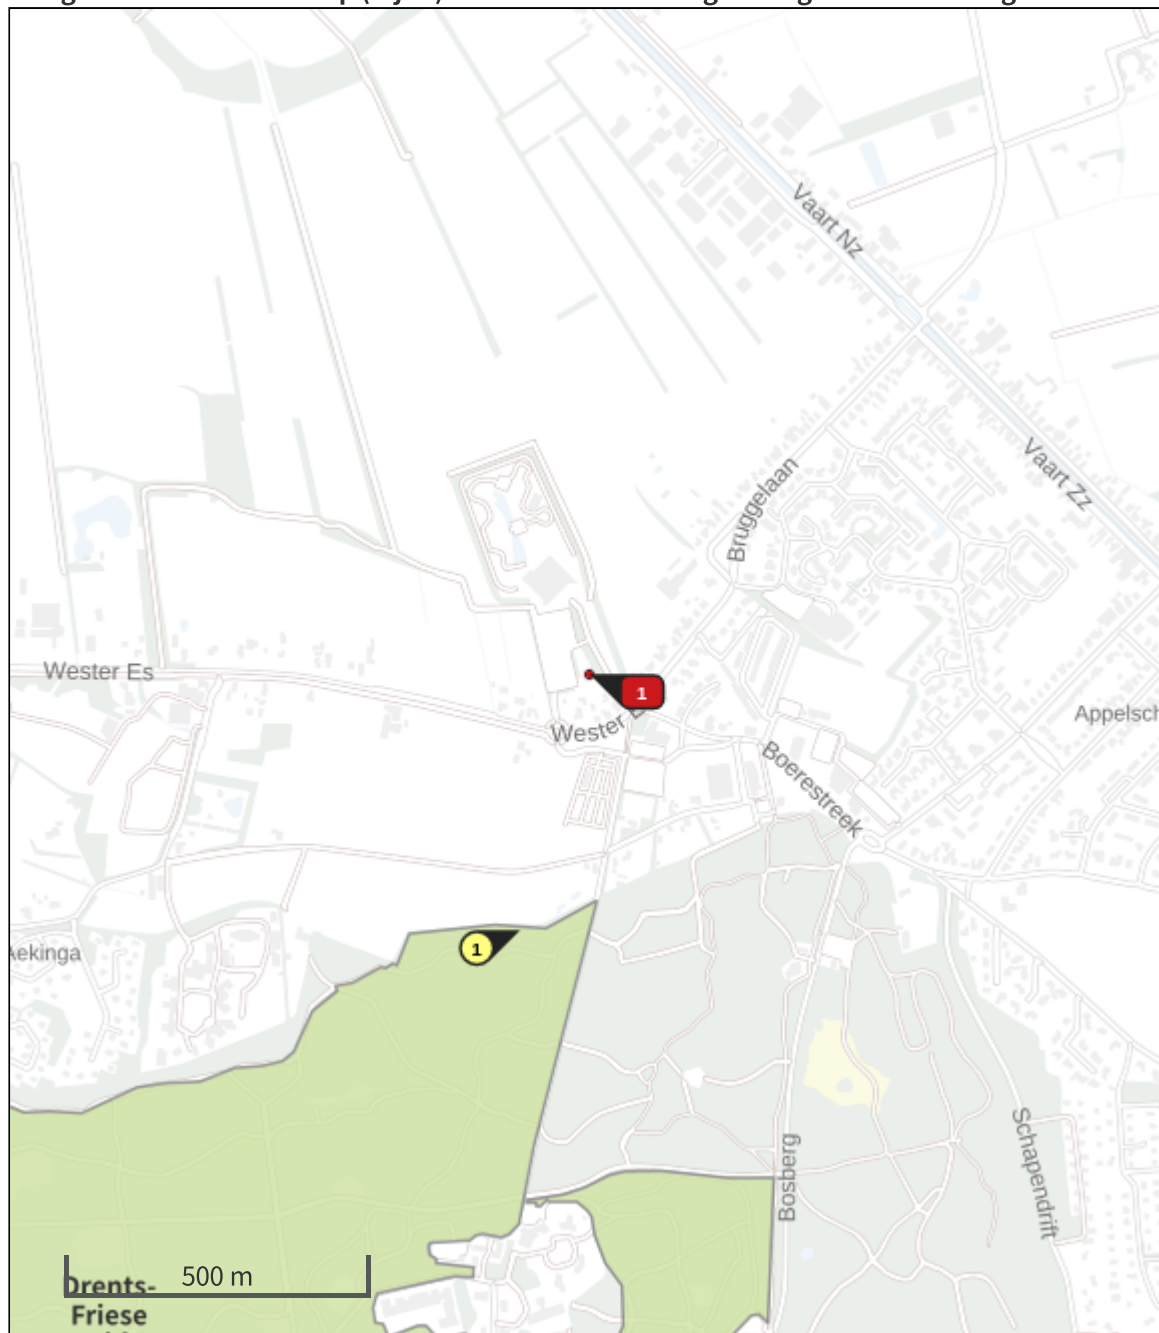 Vaart Nz
Vaart Zz
Bruggelaan
Wester Es
1
Wester
Appelsch
Boerestreek
1
Aekinga
Schapendrift
Bosberg
500 m
Drents-
Friese